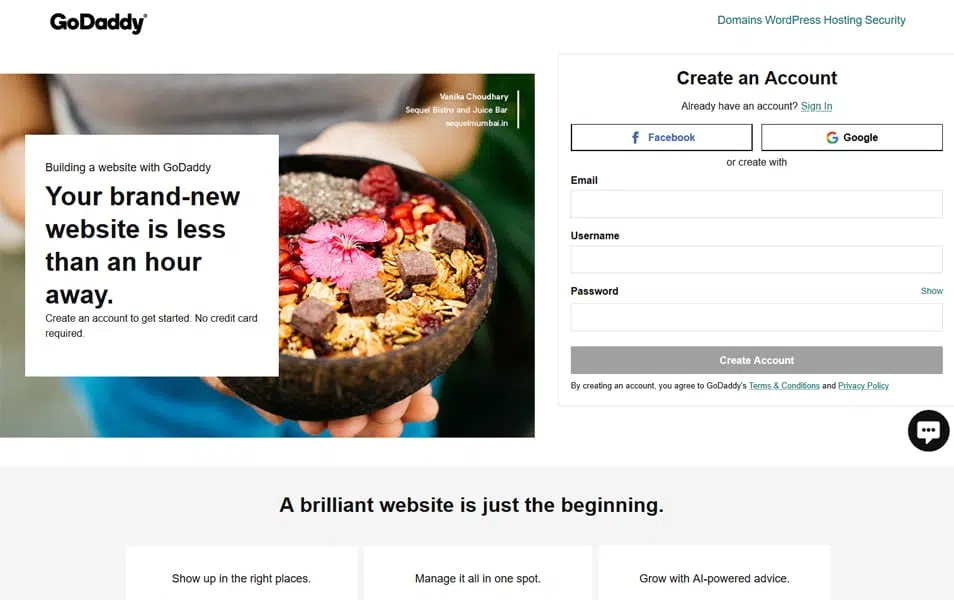 GoDaddy
Domains WordPress Hosting Security
Vanika Choudhary
Sequel Bistro and Juice Bar
sequelmumbai.in
Building a website with GoDaddy
Your brand-new
website is less
than an hour
away.
Create an account to get started. No credit card
required.
Create an Account
Already have an account? Sign In
Facebook
Google
or create with
Email
Username
Password
Show
Create Account
By creating an account, you agree to GoDaddy's Terms & Conditions and Privacy Policy
A brilliant website is just the beginning.
Show up in the right places.
Manage it all in one spot.
Grow with AI-powered advice.